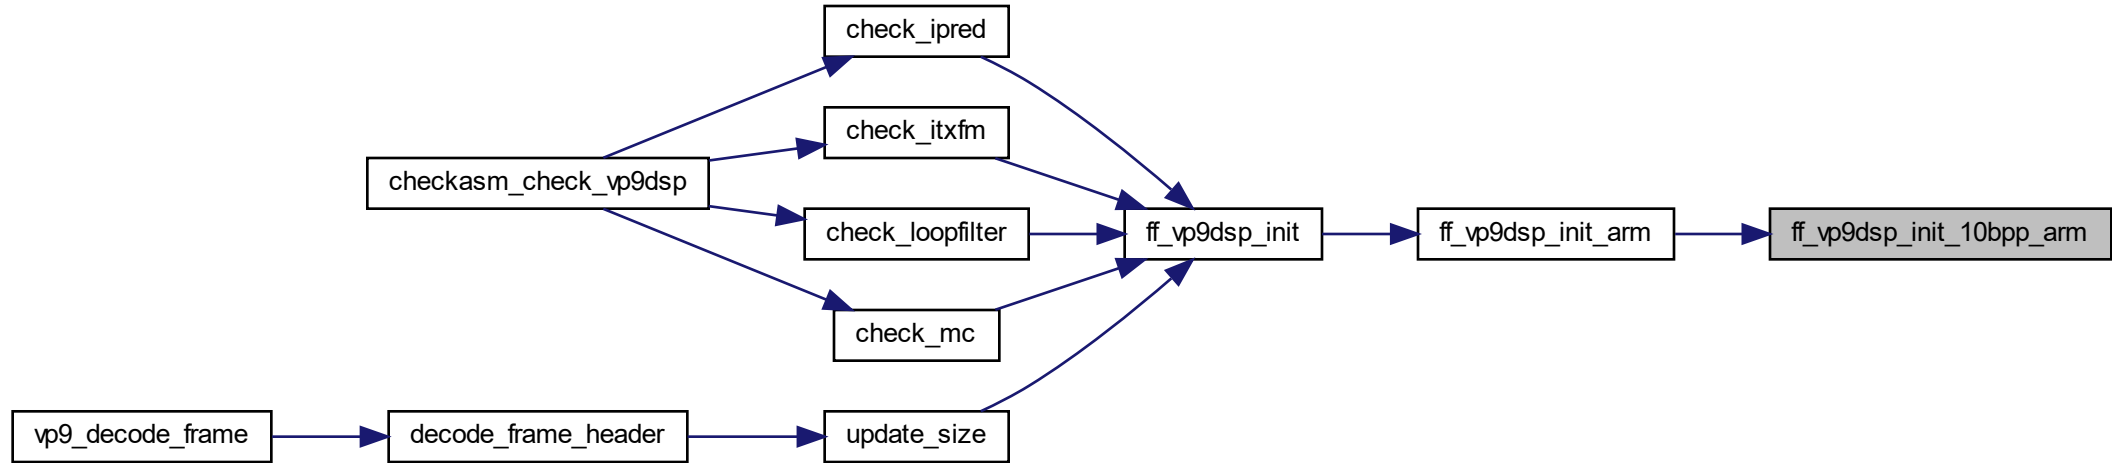 check_ipred
check_itxfm
checkasm_check_vp9dsp
check_loopfilter
ff_vp9dsp_init
ff_vp9dsp_init_arm
ff_vp9dsp_init_10bpp_arm
check_mc
vp9_decode_frame
decode_frame_header
update_size